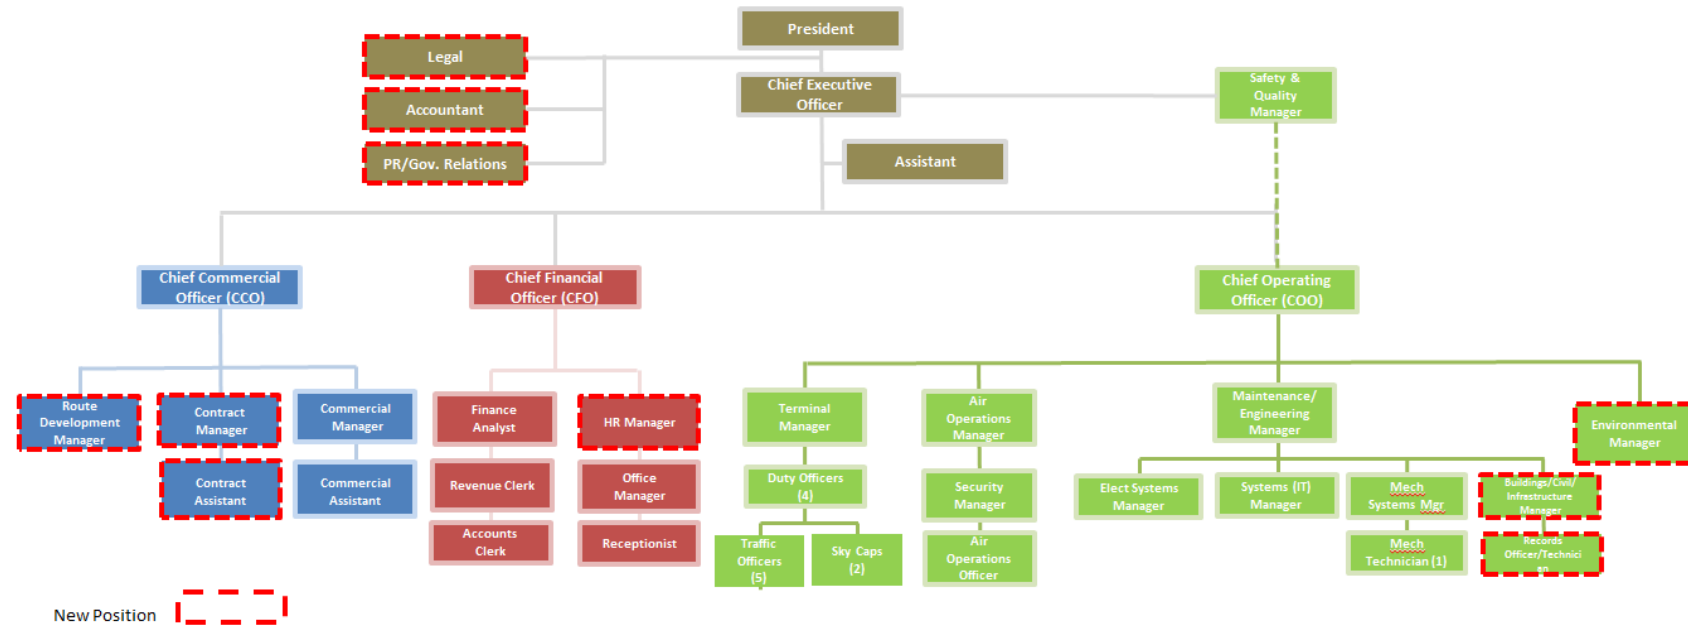 President
Legal
Chief Executive
Officer
Safety &
Quality
Manager
Accountant
PR/Gov. Relations
Assistant
Chief Commercial
Officer (CCO)
Chief Financial
Officer (CFO)
Chief Operating
Officer (COO)
Route
Development
Manager
Contract
Manager
Commercial
Manager
Finance
Analyst
HR Manager
Terminal
Manager
Air
Operations
Manager
Maintenance/
Engineering
Manager
Environmental
Manager
Contract
Assistant
Commercial
Assistant
Revenue Clerk
Office
Manager
Duty Officers
(4)
Security
Manager
Elect Systems
Manager
Systems (IT)
Manager
Mech
Systems Mgr
Buildings/Civil/
Infrastructure
Manager
Accounts
Clerk
Receptionist
Traffic
Officers
(5)
Sky Caps
(2)
Air
Operations
Officer
Mech
Technician (1)
Records
Officer/Technici
en
New Position